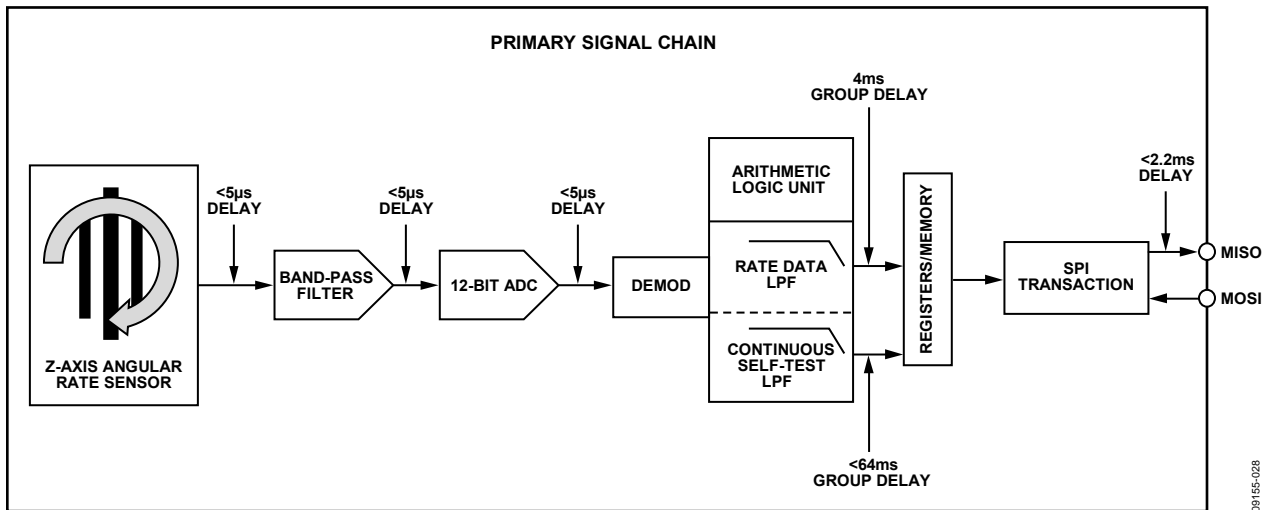 PRIMARY SIGNAL CHAIN
4ms
GROUP DELAY
<5µs
DELAY
<5µs
DELAY
<5µs
DELAY
ARITHMETIC
LOGIC UNIT
<2.2ms
DELAY
BAND-PASS
FILTER
12-BIT ADC
DEMOD
RATE DATA
LPF
REGISTERS/MEMORY
SPI
TRANSACTION
MISO
MOSI
Z-AXIS ANGULAR
RATE SENSOR
CONTINUOUS
SELF-TEST
LPF
<64ms
GROUP DELAY
09155-028